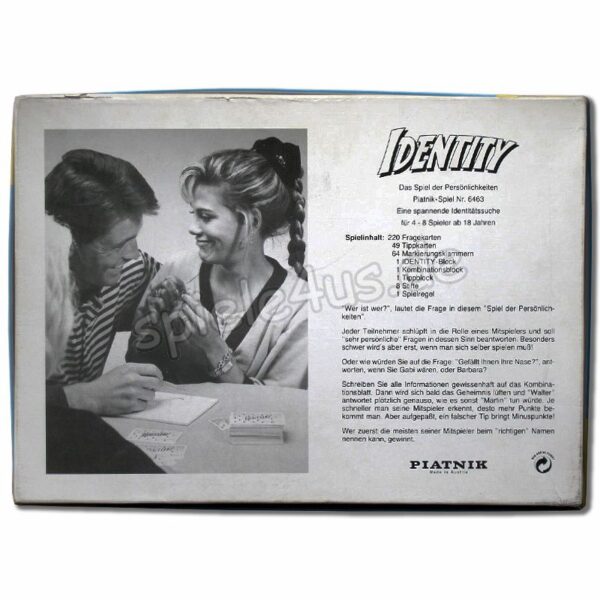 IDENTITY
Das Spiel der Persönlichkeiten
Piatnik-Spiel Nr. 6463
Eine spannende Identitätssuche
für 4 - 8 Spieler ab 18 Jahren
Spielinhalt: 220 Fragekarten
49 Tippkarten
64 Markierungsklammern
1 IDENTITY-Block
1 Kombinationsblock
1 Tippblock
8 Stifte
1 Spielregel
"Wer ist wer?", lautet die Frage in diesem "Spiel der Persönlich-
keiten".
Jeder Teilnehmer schlüpft in die Rolle eines Mitspielers und soll
"sehr persönliche" Fragen in dessen Sinn beantworten. Besonders
schwer wird's aber erst, wenn man sich selber spielen muß!
Oder wie würden Sie auf die Frage: "Gefällt Ihnen Ihre Nase?", ant-
worten, wenn Sie Gabi wären, oder Barbara?
Schreiben Sie alle Informationen gewissenhaft auf das Kombina-
tionsblatt. Dann wird sich bald das Geheimnis lüften und "Walter"
antwortet plötzlich genauso, wie es sonst "Martin" tun würde. Je
schneller man seine Mitspieler erkennt, desto mehr Punkte be-
kommt man. Aber aufgepaßt, ein falscher Tip bringt Minuspunkte!
Wer zuerst die meisten seiner Mitspieler beim "richtigen" Namen
nennen kann, gewinnt.
PIATNIK
Made in Austria
spiele4us.de